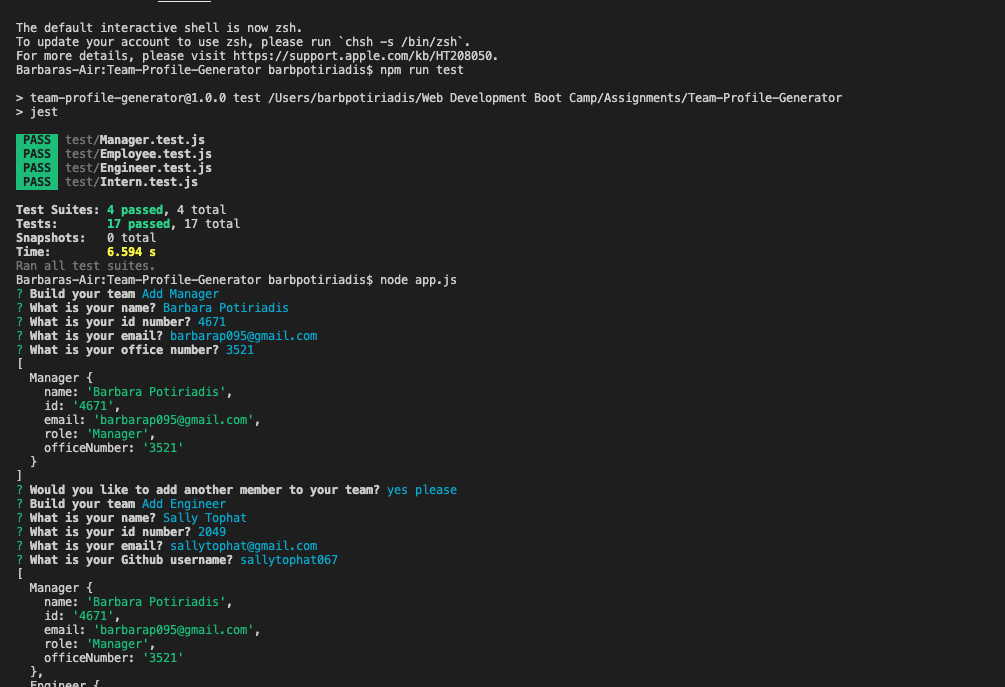 The default interactive shell is now zsh.
To update your account to use zsh, please run `chsh -s /bin/zsh`.
For more details, please visit https://support.apple.com/kb/HT208050.
Barbaras-Air:Team-Profile-Generator barbpotiriadis$ npm run test
> team-profile-generator@1.0.0 test /Users/barbpotiriadis/Web Development Boot Camp/Assignments/Team-Profile-Generator
> jest
PASS test/Manager.test.js
PASS test/Employee.test.js
PASS test/Engineer.test.js
PASS test/Intern.test.js
Test Suites: 4 passed, 4 total
Tests: 17 passed, 17 total
Snapshots: 0 total
Time: 6.594 s
Ran all test suites.
Barbaras-Air:Team-Profile-Generator barbpotiriadis$ node app.js
? Build your team Add Manager
? What is your name? Barbara Potiriadis
? What is your id number? 4671
? What is your email? barbarap095@gmail.com
? What is your office number? 3521
[
  Manager {
    name: 'Barbara Potiriadis',
    id: '4671',
    email: 'barbarap095@gmail.com',
    role: 'Manager',
    officeNumber: '3521'
  }
]
? Would you like to add another member to your team? yes please
? Build your team Add Engineer
? What is your name? Sally Tophat
? What is your id number? 2049
? What is your email? sallytophat@gmail.com
? What is your Github username? sallytophat067
[
  Manager {
    name: 'Barbara Potiriadis',
    id: '4671',
    email: 'barbarap095@gmail.com',
    role: 'Manager',
    officeNumber: '3521'
  },
  Engineer {